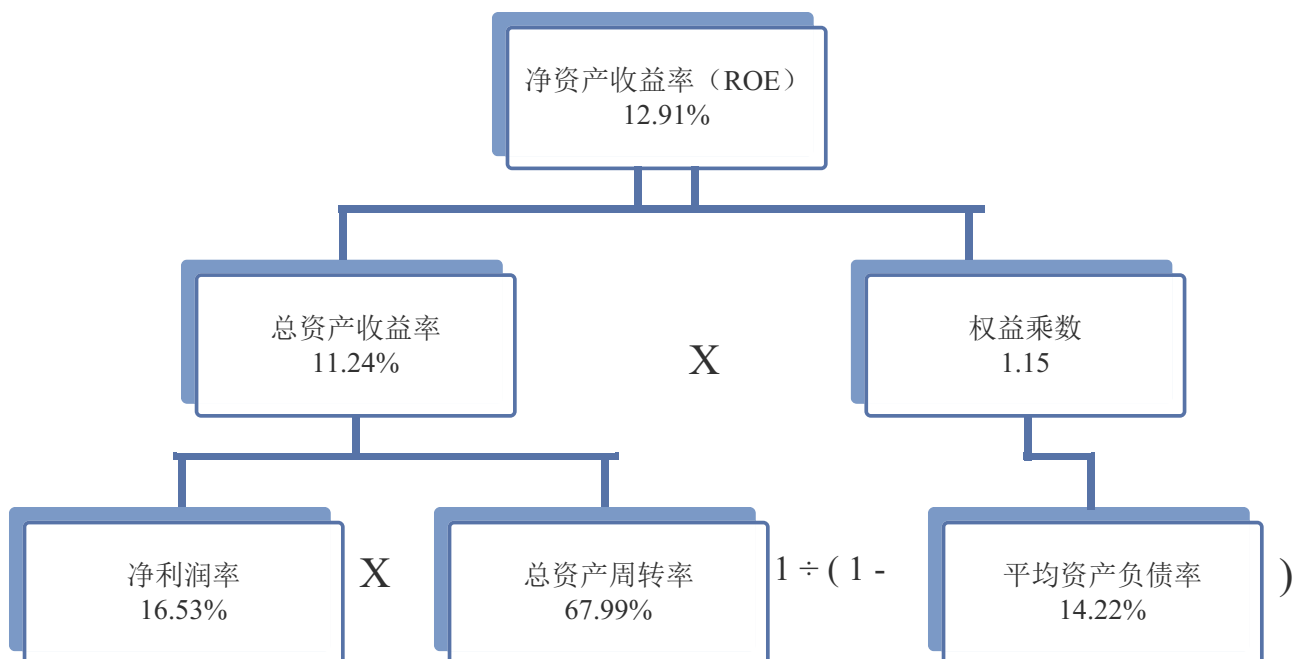 净资产收益率（ROE）
12.91%
总资产收益率
11.24%
X
权益乘数
1.15
净利润率
16.53%
X
总资产周转率
67.99%
1 ÷ ( 1 -
平均资产负债率
14.22%
)